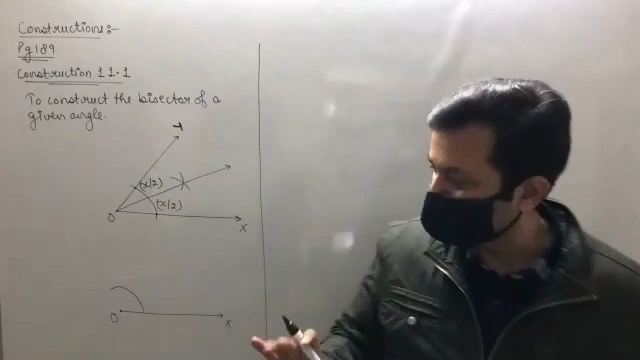 Constructions:-
Pg 189
Construction 11.1
To construct the bisector of a
given angle.
Y
(x/2)
(x/2)
O
X
O
X